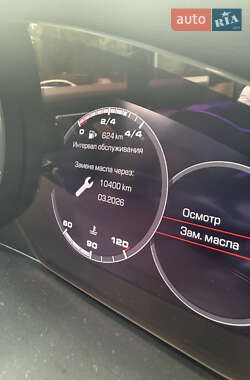 auto RIA.com
2/4
0 624 km 4/4
Интервал обслуживания
Замена масла через:
10400 km
03.2026
60 90 120
Осмотр
Зам. масла